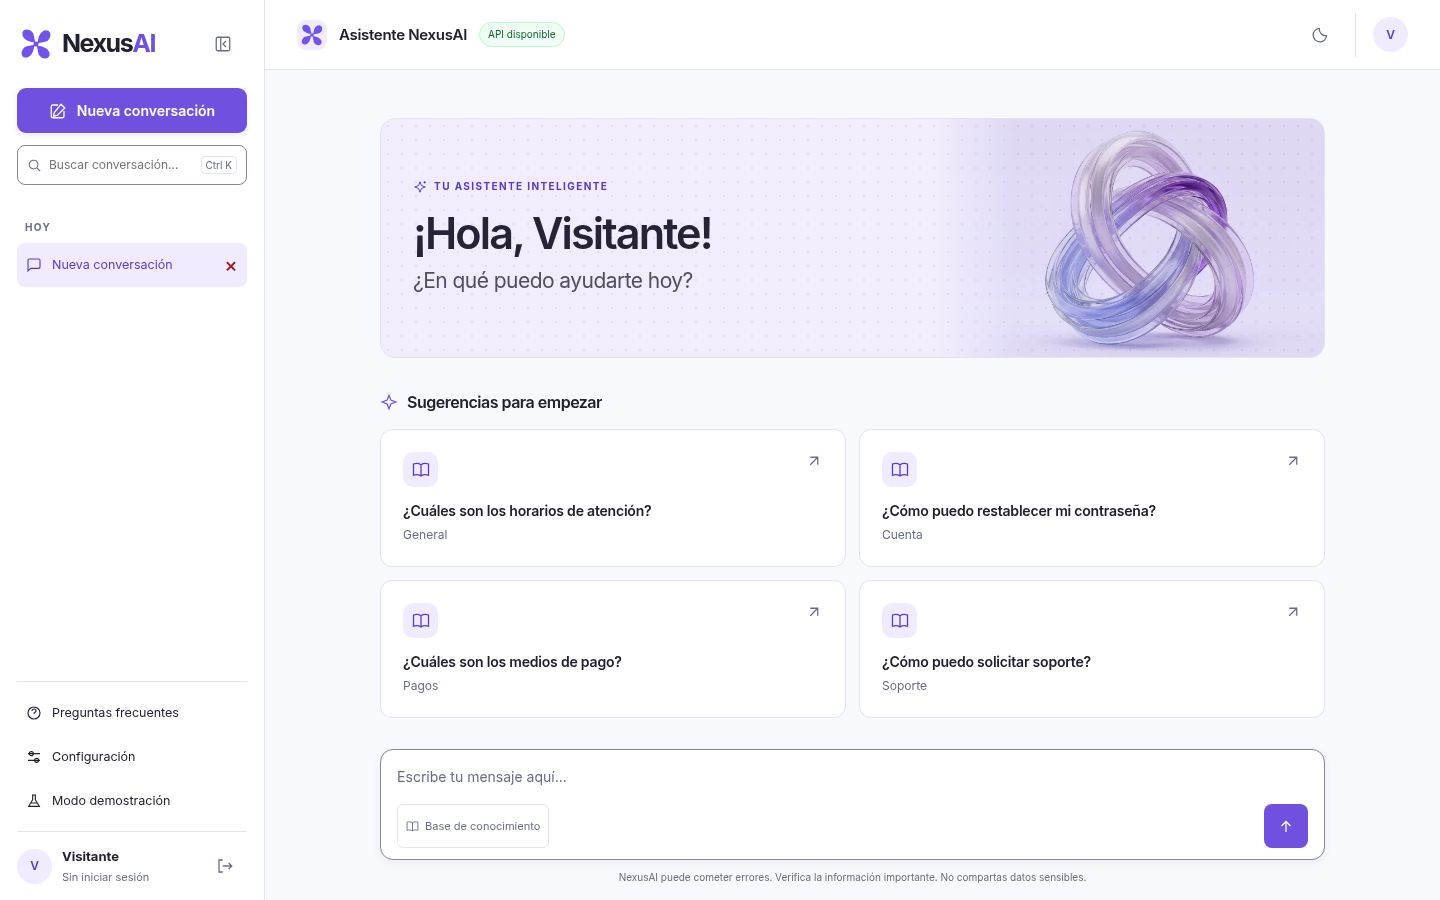 NexusAI
Nueva conversación
Buscar conversación...
Ctrl K
HOY
Nueva conversación
Preguntas frecuentes
Configuración
Modo demostración
V
Visitante
Sin iniciar sesión
Asistente NexusAI
API disponible
V
TU ASISTENTE INTELIGENTE
¡Hola, Visitante!
¿En qué puedo ayudarte hoy?
Sugerencias para empezar
¿Cuáles son los horarios de atención?
General
¿Cómo puedo restablecer mi contraseña?
Cuenta
¿Cuáles son los medios de pago?
Pagos
¿Cómo puedo solicitar soporte?
Soporte
Escribe tu mensaje aquí...
Base de conocimiento
NexusAI puede cometer errores. Verifica la información importante. No compartas datos sensibles.